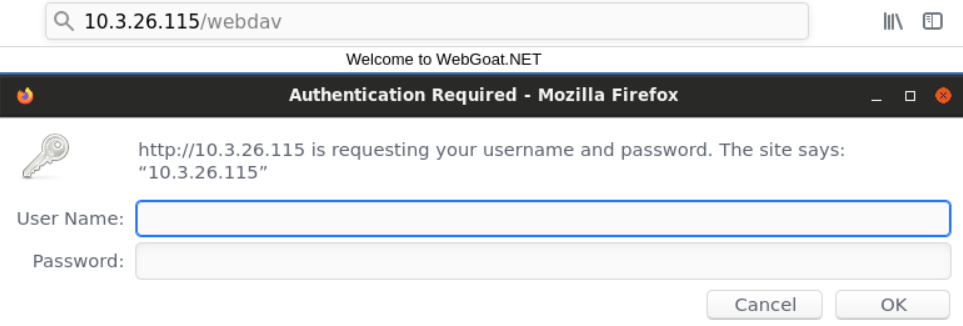 10.3.26.115/webdav
Welcome to WebGoat.NET
Authentication Required - Mozilla Firefox
http://10.3.26.115 is requesting your username and password. The site says:
“10.3.26.115”
User Name:
Password:
Cancel OK